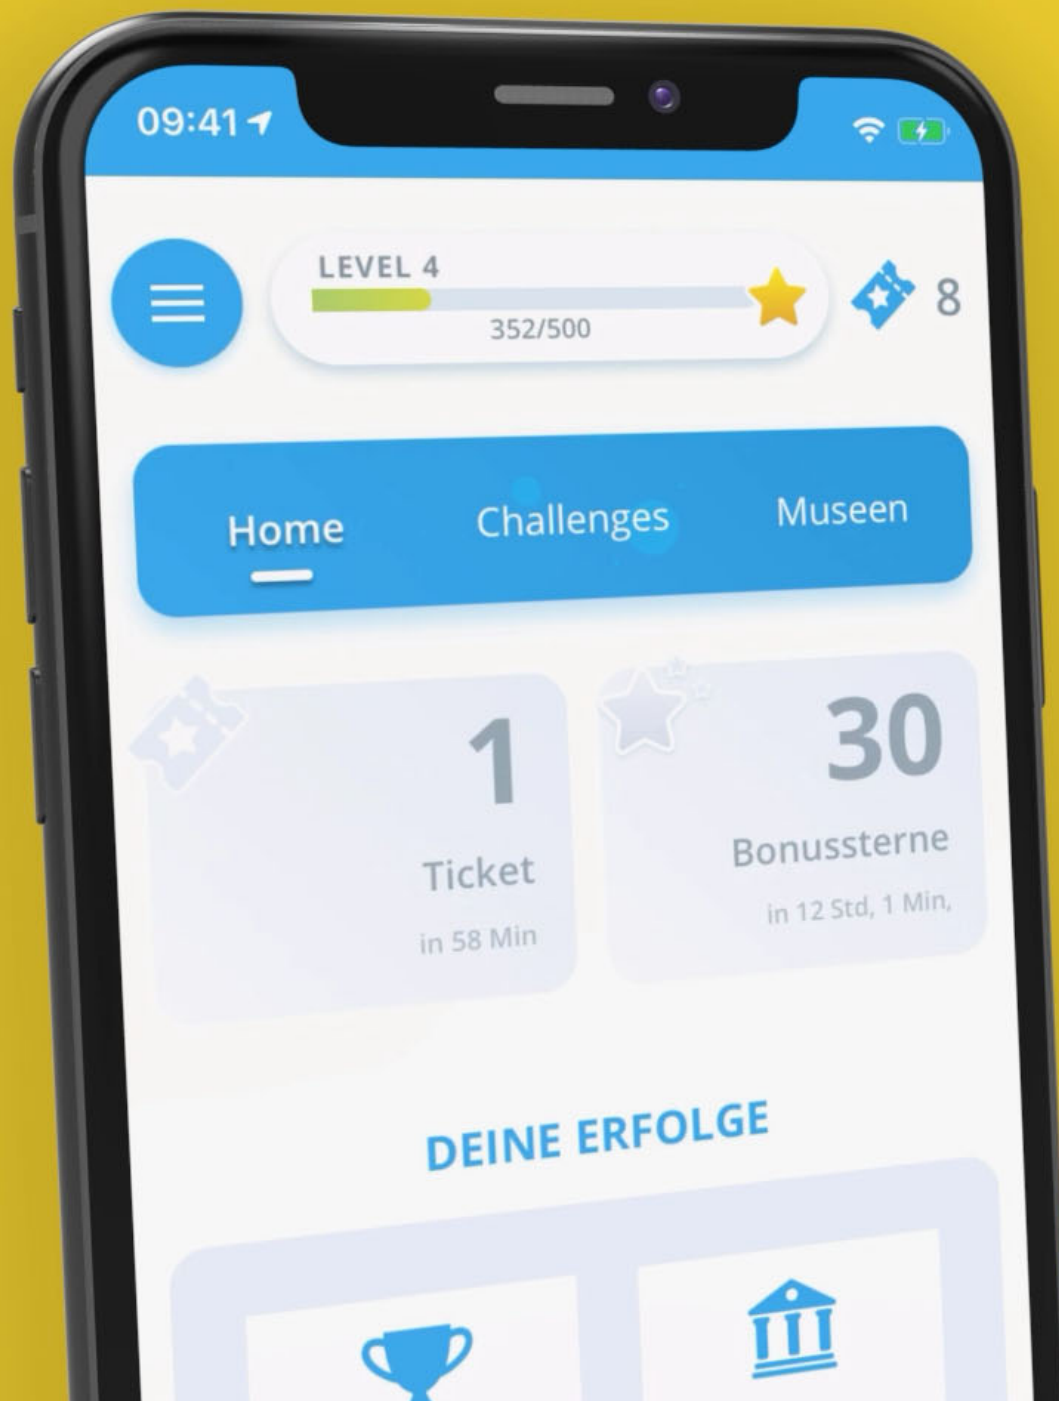 09:41
LEVEL 4
352/500
8
Home
Challenges
Museen
1
Ticket
in 58 Min
30
Bonussterne
in 12 Std, 1 Min,
DEINE ERFOLGE